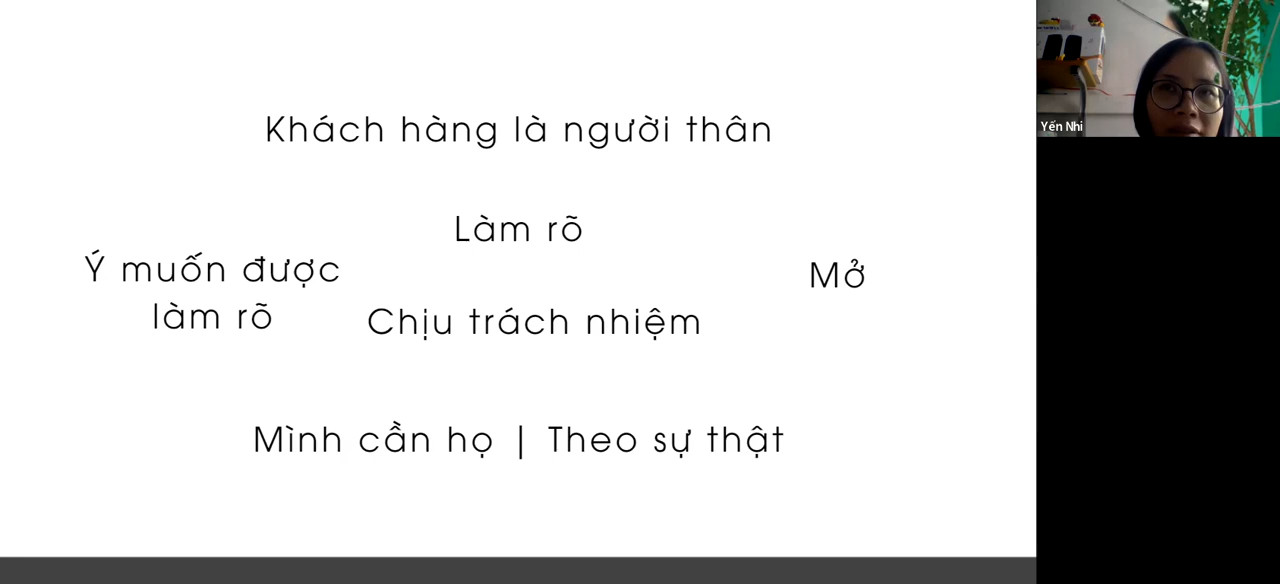 Khách hàng là người thân
Làm rõ
Ý muốn được
làm rõ
Mở
Chịu trách nhiệm
Mình cần họ | Theo sự thật
Yến Nhi